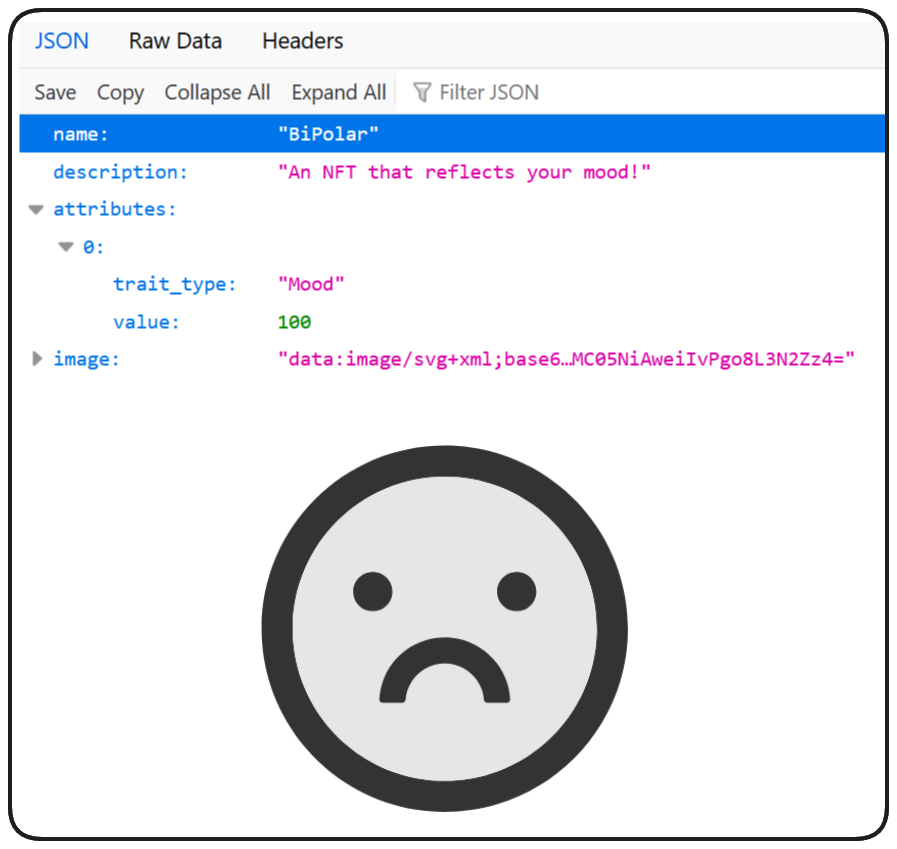 JSON Raw Data Headers
Save Copy Collapse All Expand All Filter JSON
name: "BiPolar"
description: "An NFT that reflects your mood!"
attributes:
0:
trait_type: "Mood"
value: 100
image: "data:image/svg+xml;base6…MC05NiAweiIvPgo8L3N2Zz4="